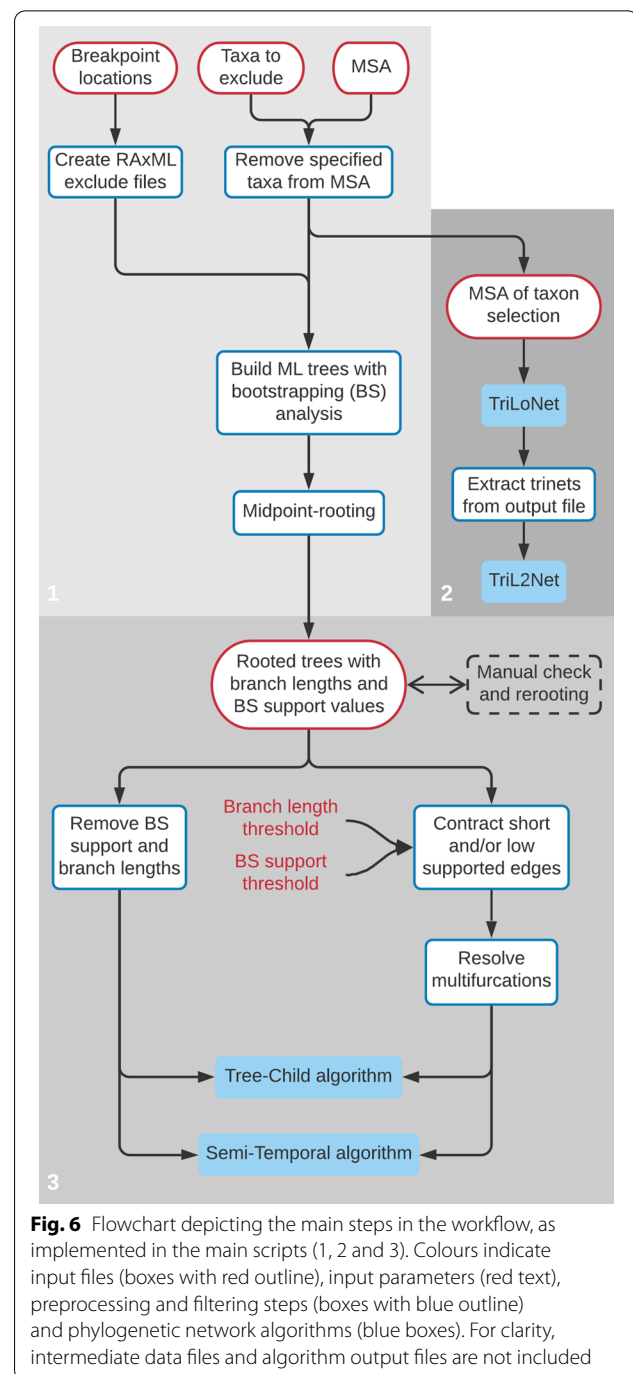 Breakpoint
locations
Taxa to
exclude
MSA
Create RAxML
exclude files
Remove specified
taxa from MSA
MSA of taxon
selection
Build ML trees with
bootstrapping (BS)
analysis
TriLoNet
Extract trinets
from output file
Midpoint-rooting
TriL2Net
1
2
Rooted trees with
branch lengths and
BS support values
Manual check
and rerooting
Remove BS
support and
branch lengths
Branch length
threshold
BS support
threshold
Contract short
and/or low
supported edges
Resolve
multifurcations
Tree-Child algorithm
Semi-Temporal algorithm
3
Fig. 6 Flowchart depicting the main steps in the workflow, as
implemented in the main scripts (1, 2 and 3). Colours indicate
input files (boxes with red outline), input parameters (red text),
preprocessing and filtering steps (boxes with blue outline)
and phylogenetic network algorithms (blue boxes). For clarity,
intermediate data files and algorithm output files are not included